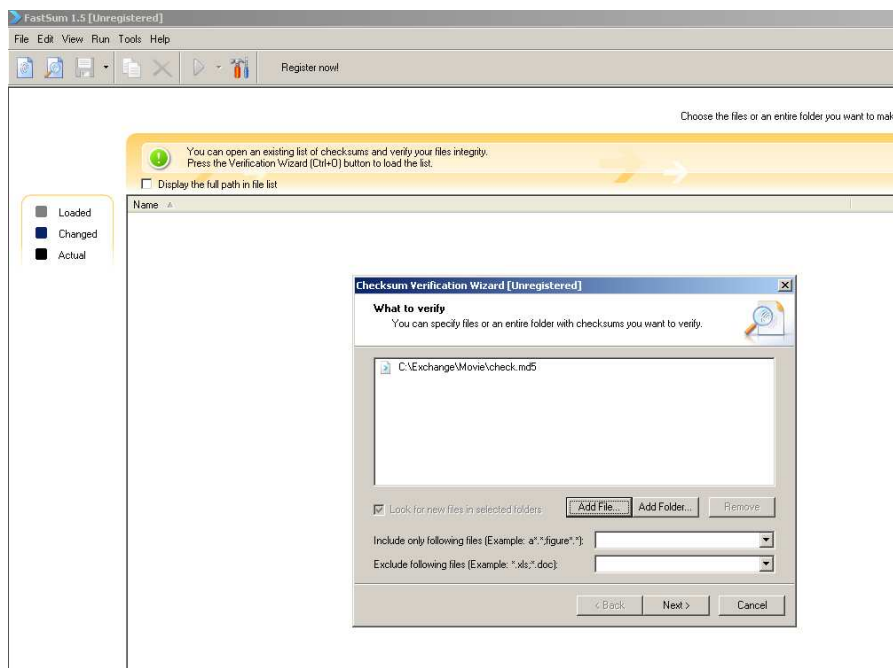 FastSum 1.5 [Unregistered]
File Edit View Run Tools Help
Register now!
Choose the files or an entire folder you want to mak
You can open an existing list of checksums and verify your files integrity.
Press the Verification Wizard (Ctrl+O) button to load the list.
Display the full path in file list
Name
Loaded
Changed
Actual
Checksum Verification Wizard [Unregistered]
What to verify
You can specify files or an entire folder with checksums you want to verify.
C:\Exchange\Movie\check.md5
Look for new files in selected folders
Add File... Add Folder... Remove
Include only following files (Example: a*.*;figure*.*):
Exclude following files (Example: *.xls;*.doc):
< Back Next > Cancel